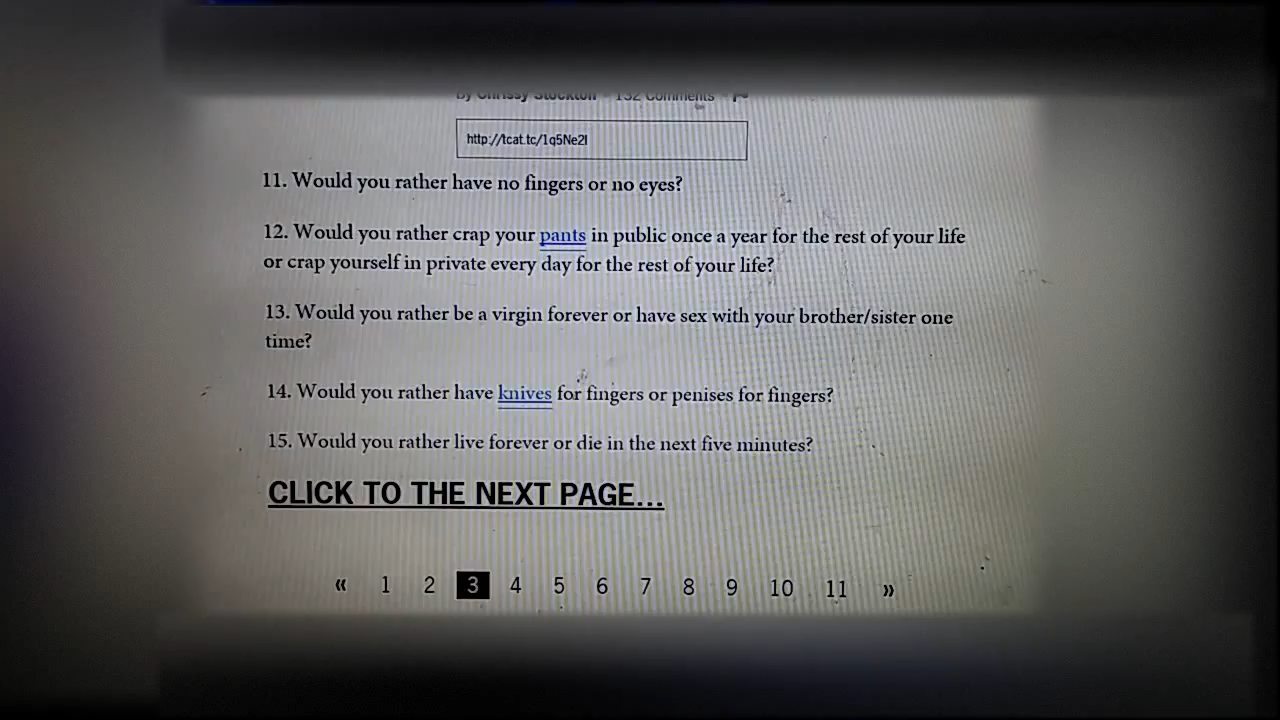 By Chrissy Stockton 132 Comments
http://tcat.tc/1q5Ne2I
11. Would you rather have no fingers or no eyes?
12. Would you rather crap your pants in public once a year for the rest of your life
or crap yourself in private every day for the rest of your life?
13. Would you rather be a virgin forever or have sex with your brother/sister one
time?
14. Would you rather have knives for fingers or penises for fingers?
15. Would you rather live forever or die in the next five minutes?
CLICK TO THE NEXT PAGE...
« 1 2 3 4 5 6 7 8 9 10 11 »